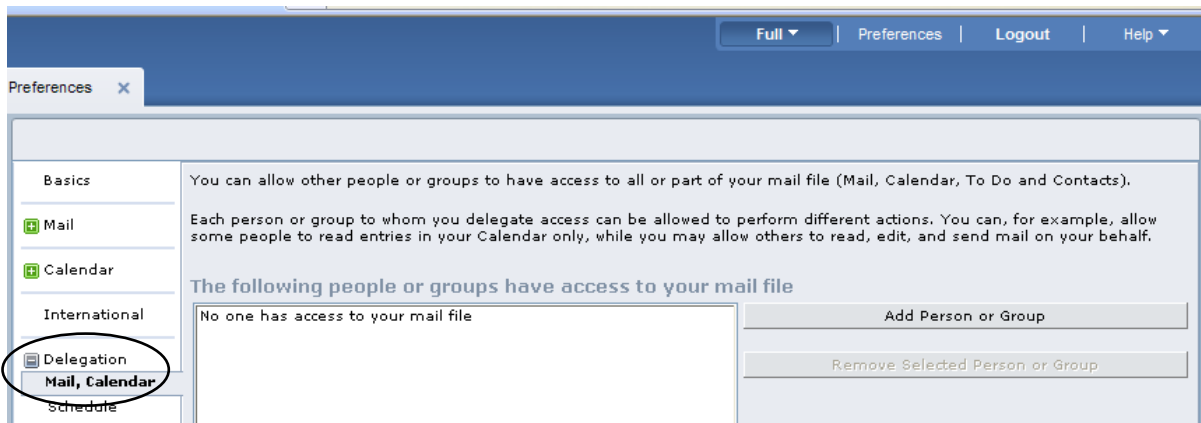 Full
Preferences
Logout
Help
Preferences
Basics
Mail
Calendar
International
Delegation
Mail, Calendar
Schedule
You can allow other people or groups to have access to all or part of your mail file (Mail, Calendar, To Do and Contacts).
Each person or group to whom you delegate access can be allowed to perform different actions. You can, for example, allow
some people to read entries in your Calendar only, while you may allow others to read, edit, and send mail on your behalf.
The following people or groups have access to your mail file
No one has access to your mail file
Add Person or Group
Remove Selected Person or Group